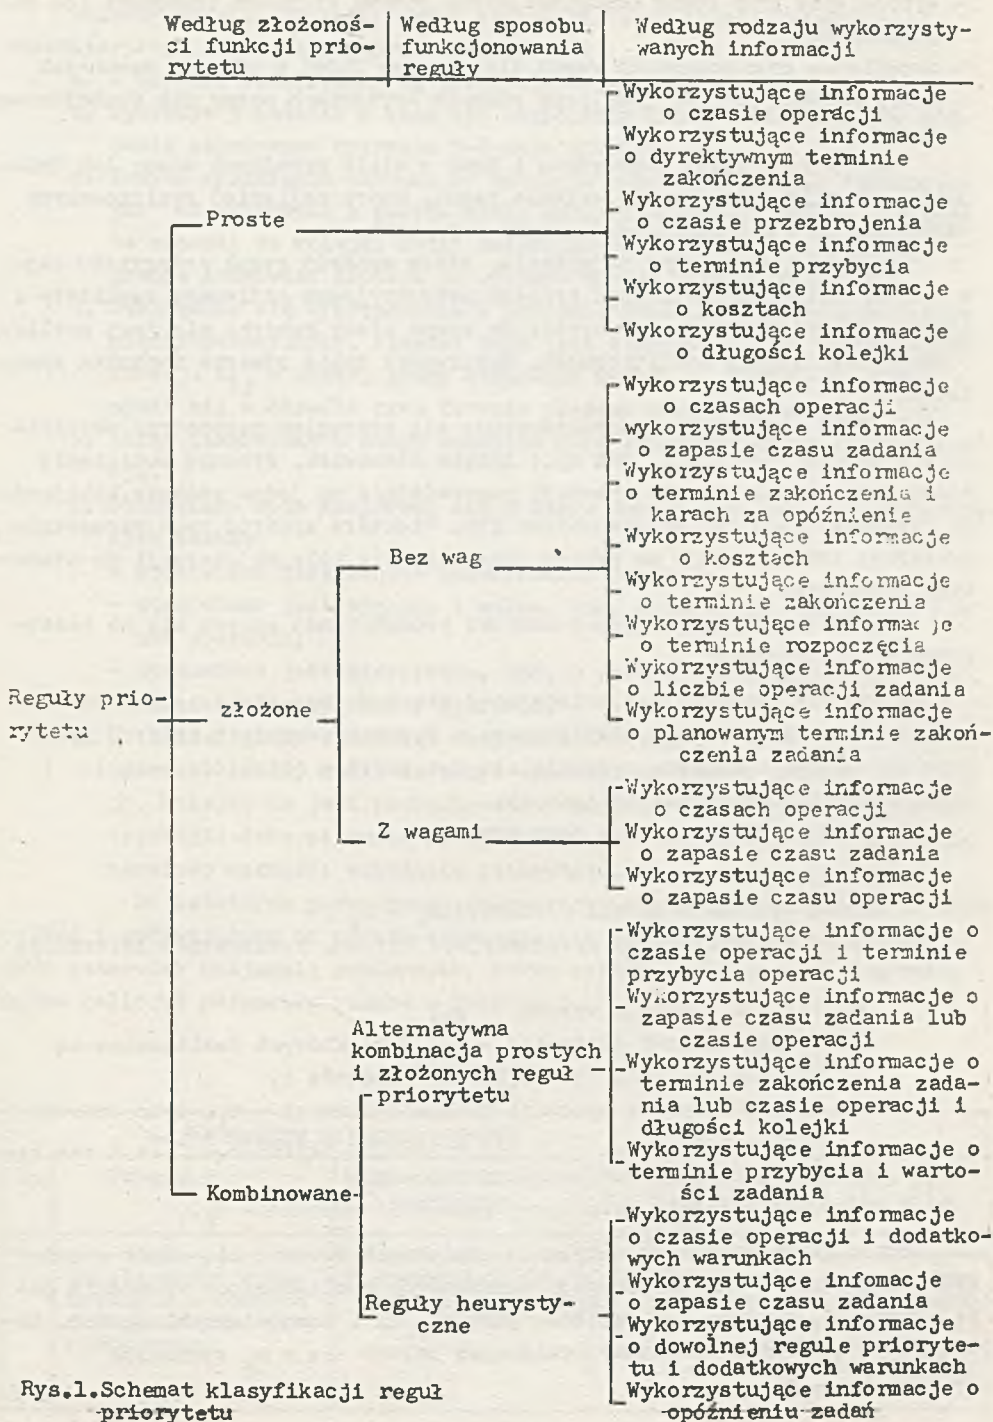 Według złożonoś-
ci funkcji prio-
rytetu
Według sposobu
funkcjonowania
reguły
Według rodzaju wykorzysty-
wanych informacji
Reguły prio-
rytetu
Proste
Wykorzystujące informacje
o czasie operacji
Wykorzystujące informacje
o dyrektywnym terminie
zakończenia
Wykorzystujące informacje
o czasie przezbrojenia
Wykorzystujące informacje
o terminie przybycia
Wykorzystujące informacje
o kosztach
Wykorzystujące informacje
o długości kolejki
złożone
Bez wag
Wykorzystujące informacje
o czasach operacji
wykorzystujące informacje
o zapasie czasu zadania
Wykorzystujące informacje
o terminie zakończenia i
karach za opóźnienie
Wykorzystujące informacje
o kosztach
Wykorzystujące informacje
o terminie zakończenia
Wykorzystujące informacje
o terminie rozpoczęcia
Wykorzystujące informacje
o liczbie operacji zadania
Wykorzystujące informacje
o planowanym terminie zakoń-
czenia zadania
Z wagami
Wykorzystujące informacje
o czasach operacji
Wykorzystujące informacje
o zapasie czasu zadania
Wykorzystujące informacje
o zapasie czasu operacji
Kombinowane
Alternatywna
kombinacja prostych
i złożonych reguł
priorytetu
Wykorzystujące informacje o
czasie operacji i terminie
przybycia operacji
Wykorzystujące informacje o
zapasie czasu zadania lub
czasie operacji
Wykorzystujące informacje o
terminie zakończenia zada-
nia lub czasie operacji i
długości kolejki
Wykorzystujące informacje o
terminie przybycia i warto-
ści zadania
Reguły heurysty-
czne
Wykorzystujące informacje
o czasie operacji i dodatko-
wych warunkach
Wykorzystujące infomacje
o zapasie czasu zadania
Wykorzystujące informacje
o dowolnej regule prioryte-
tu i dodatkowych warunkach
Wykorzystujące informacje o
opóźnieniu zadań
Rys.1.Schemat klasyfikacji reguł
priorytetu